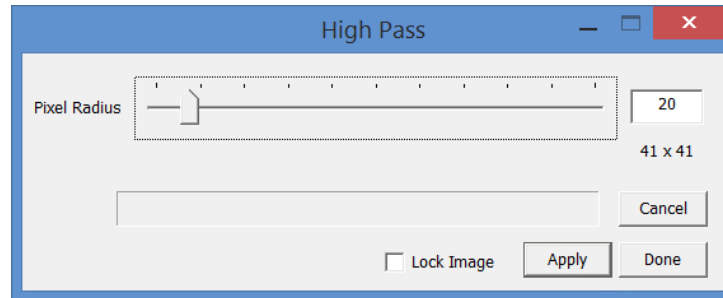 High Pass
Pixel Radius
20
41 x 41
Cancel
Lock Image
Apply
Done